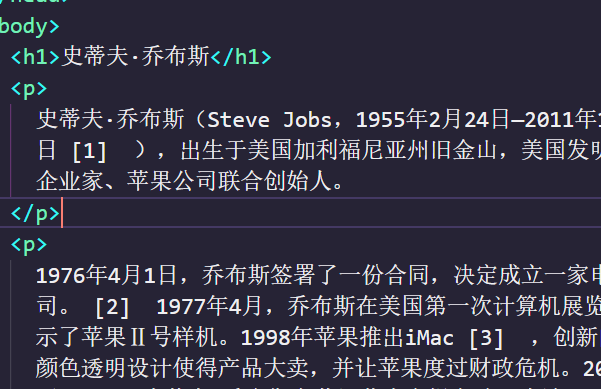 body>
<h1>史蒂夫·乔布斯</h1>
<p>
史蒂夫·乔布斯（Steve Jobs，1955年2月24日—2011年
日 [1] ），出生于美国加利福尼亚州旧金山，美国发明
企业家、苹果公司联合创始人。
</p>
<p>
1976年4月1日，乔布斯签署了一份合同，决定成立一家电
司。 [2] 1977年4月，乔布斯在美国第一次计算机展览
示了苹果Ⅱ号样机。1998年苹果推出iMac [3] ，创新
颜色透明设计使得产品大卖，并让苹果度过财政危机。20